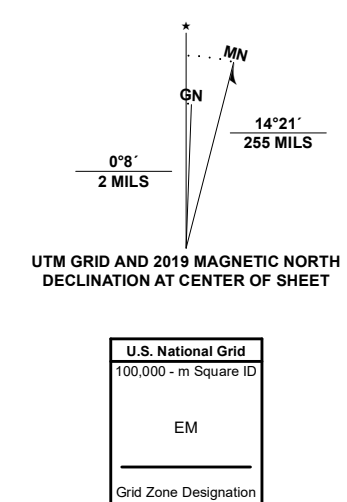 ★
MN
GN
14°21´
255 MILS
0°8´
2 MILS
UTM GRID AND 2019 MAGNETIC NORTH
DECLINATION AT CENTER OF SHEET
U.S. National Grid
100,000 - m Square ID
EM
Grid Zone Designation